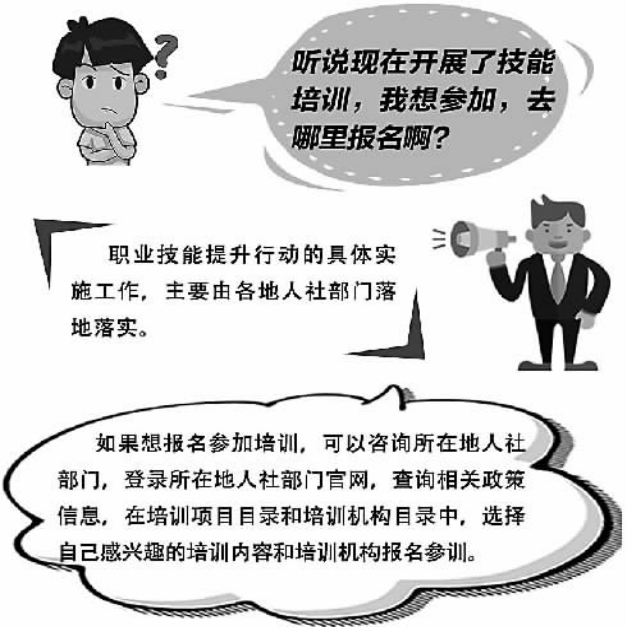 ?
听说现在开展了技能
培训，我想参加，去
哪里报名啊？
职业技能提升行动的具体实
施工作，主要由各地人社部门落
地落实。
如果想报名参加培训，可以咨询所在地人社
部门，登录所在地人社部门官网，查询相关政策
信息，在培训项目目录和培训机构目录中，选择
自己感兴趣的培训内容和培训机构报名参训。